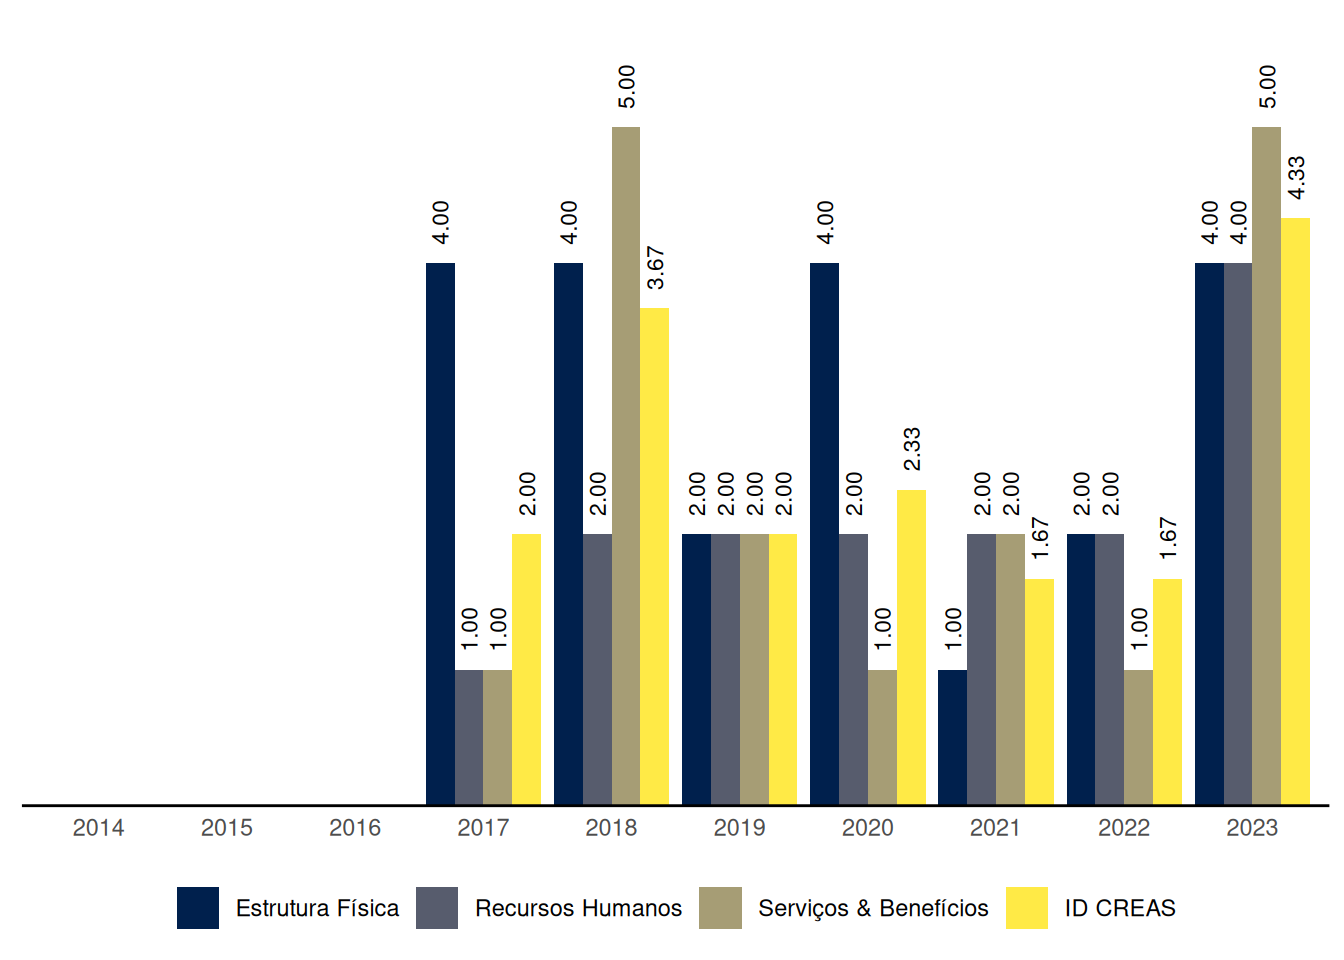 5.00 5.00
4.33
4.00 4.00 4.00 4.00 4.00
3.67
2.33
2.00 2.00 2.00 2.00 2.00 2.00 2.00 2.00 2.00 2.00 2.00
1.67 1.67
1.00 1.00 1.00 1.00 1.00
2014 2015 2016 2017 2018 2019 2020 2021 2022 2023
Estrutura Física Recursos Humanos Serviços & Benefícios ID CREAS